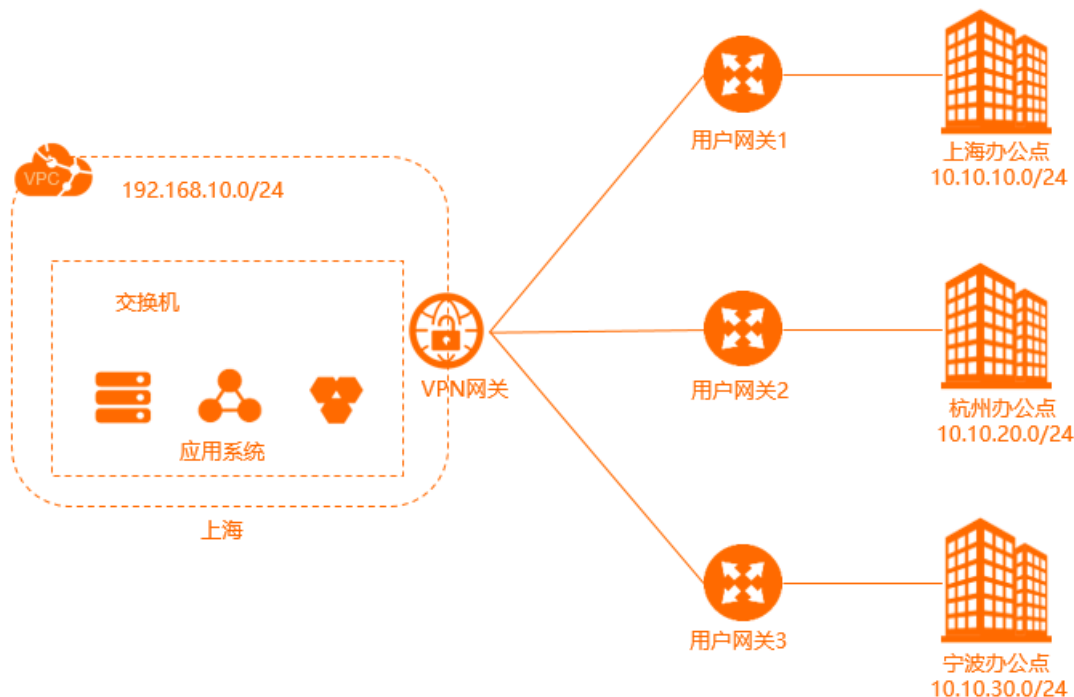 VPC
192.168.10.0/24
交换机
应用系统
上海
VPN网关
用户网关1
上海办公点
10.10.10.0/24
用户网关2
杭州办公点
10.10.20.0/24
用户网关3
宁波办公点
10.10.30.0/24